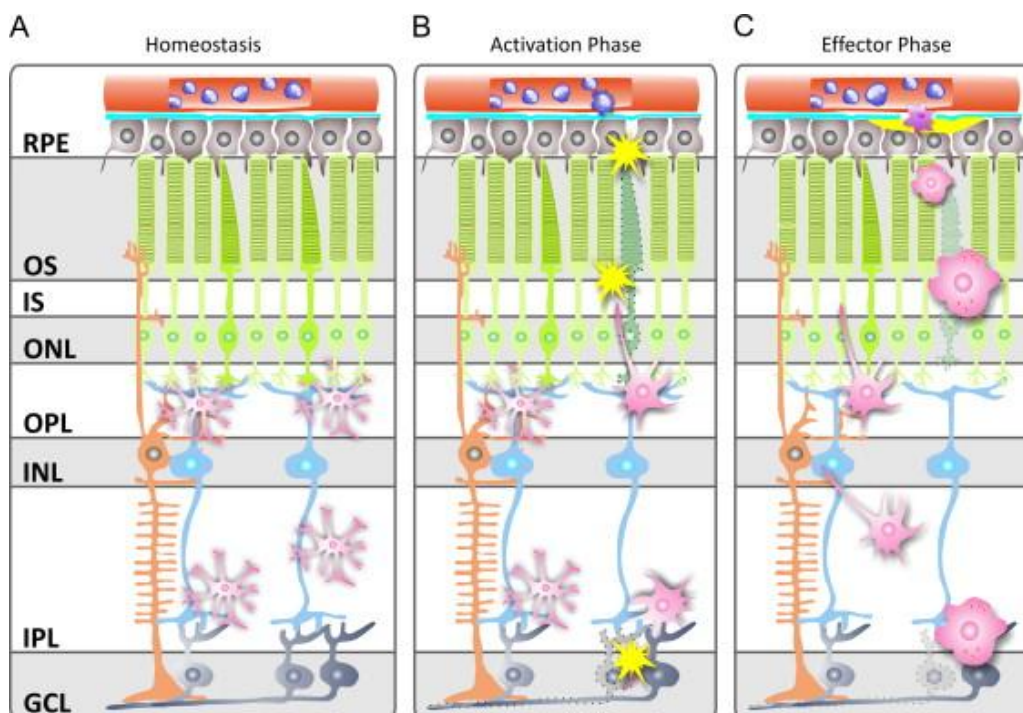 A
Homeostasis
B
Activation Phase
C
Effector Phase
RPE
OS
IS
ONL
OPL
INL
IPL
GCL